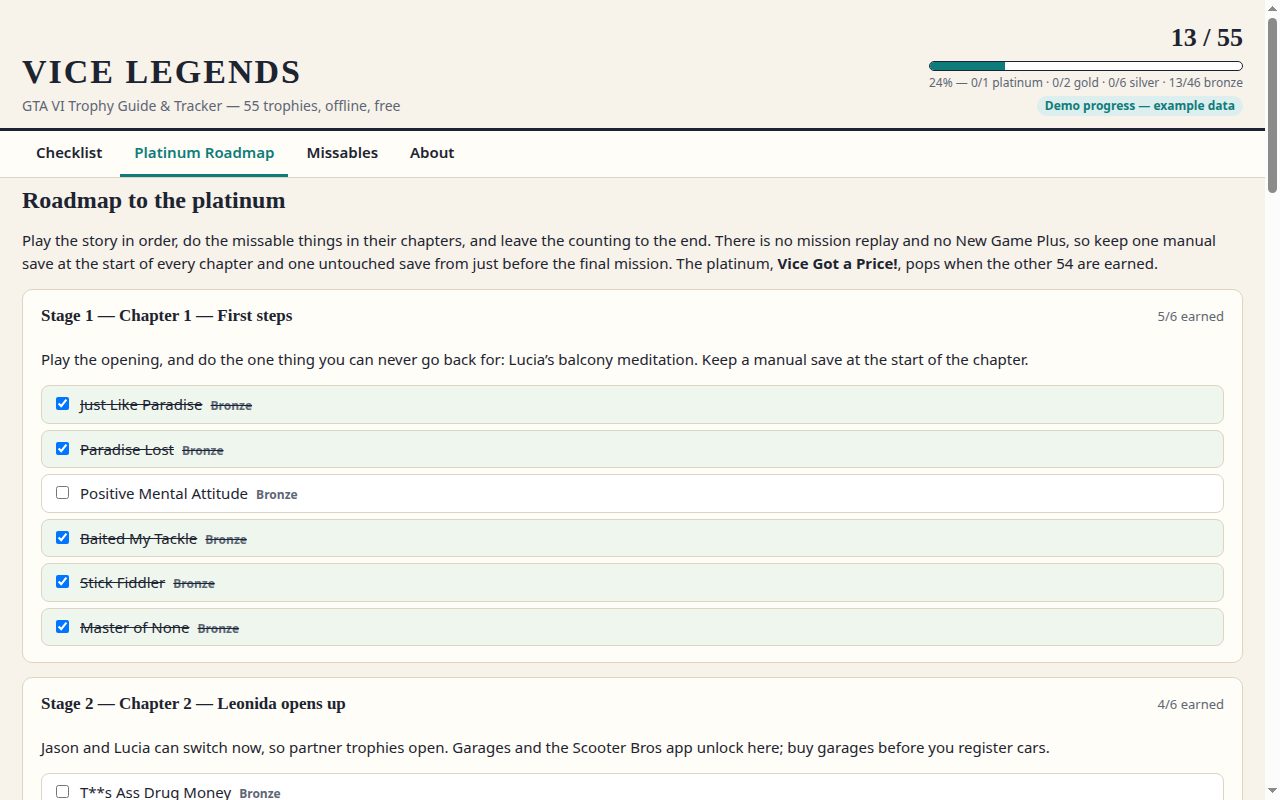 VICE LEGENDS
GTA VI Trophy Guide & Tracker — 55 trophies, offline, free
13 / 55
24% — 0/1 platinum · 0/2 gold · 0/6 silver · 13/46 bronze
Demo progress — example data
Checklist
Platinum Roadmap
Missables
About
Roadmap to the platinum
Play the story in order, do the missable things in their chapters, and leave the counting to the end. There is no mission replay and no New Game Plus, so keep one manual
save at the start of every chapter and one untouched save from just before the final mission. The platinum, Vice Got a Price!, pops when the other 54 are earned.
Stage 1 — Chapter 1 — First steps
5/6 earned
Play the opening, and do the one thing you can never go back for: Lucia’s balcony meditation. Keep a manual save at the start of the chapter.
Just Like Paradise Bronze
Paradise Lost Bronze
Positive Mental Attitude Bronze
Baited My Tackle Bronze
Stick Fiddler Bronze
Master of None Bronze
Stage 2 — Chapter 2 — Leonida opens up
4/6 earned
Jason and Lucia can switch now, so partner trophies open. Garages and the Scooter Bros app unlock here; buy garages before you register cars.
T**s Ass Drug Money Bronze